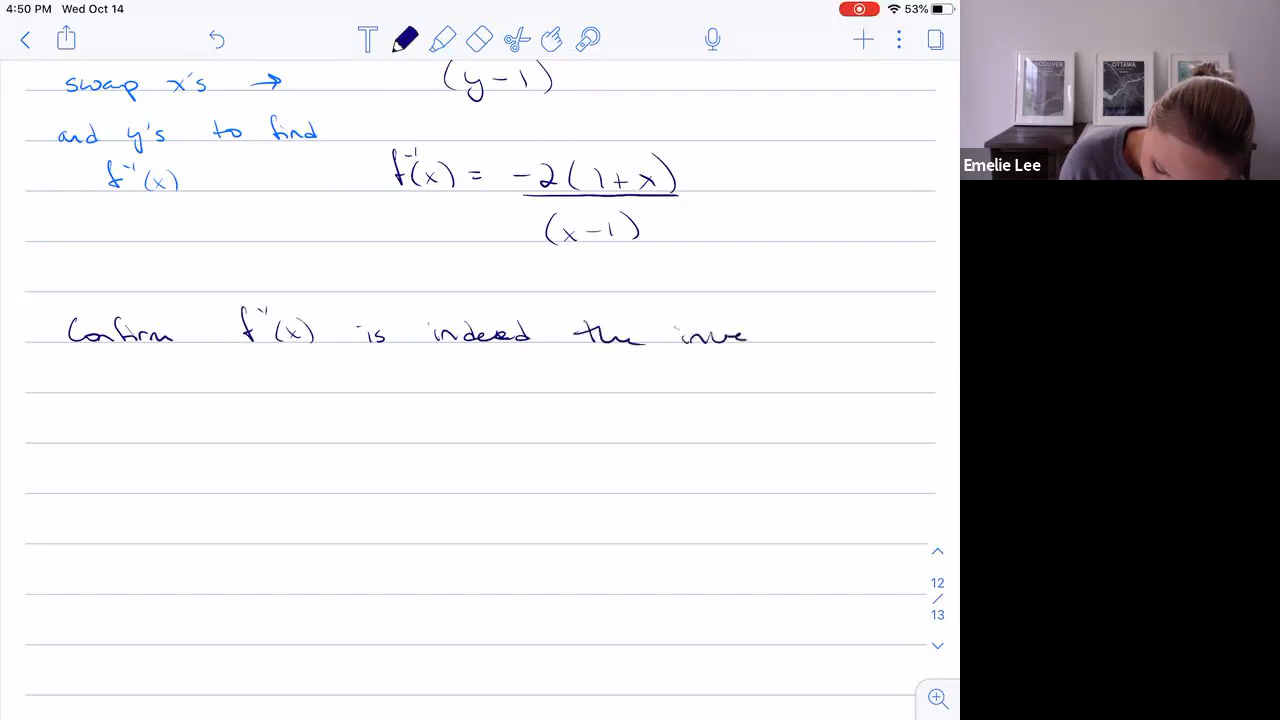 4:50 PM Wed Oct 14
53%
swap x's →
(y-1)
and y's to find
f⁻¹(x)
f⁻¹(x) = -2(1+x)
(x-1)
Confirm f⁻¹(x) is indeed the inve
12
/
13
Emelie Lee
VANCOUVER
OTTAWA